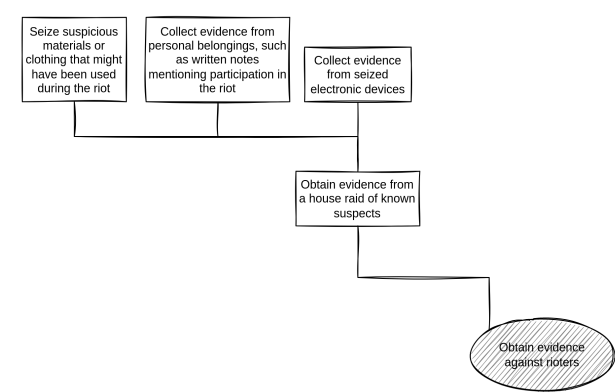 Seize suspicious
materials or
clothing that might
have been used
during the riot
Collect evidence from
personal belongings, such
as written notes
mentioning participation in
the riot
Collect evidence
from seized
electronic devices
Obtain evidence from
a house raid of known
suspects
Obtain evidence
against rioters